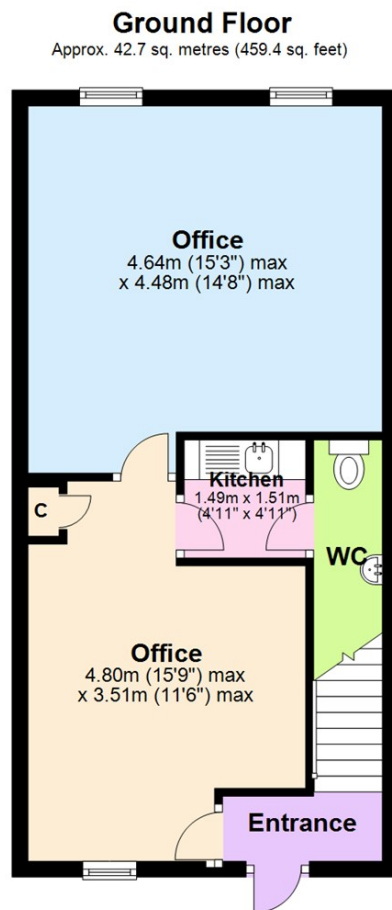 Ground Floor
Approx. 42.7 sq. metres (459.4 sq. feet)
Office
4.64m (15'3") max
x 4.48m (14'8") max
Kitchen
1.49m x 1.51m
(4'11" x 4'11")
C
WC
Office
4.80m (15'9") max
x 3.51m (11'6") max
Entrance